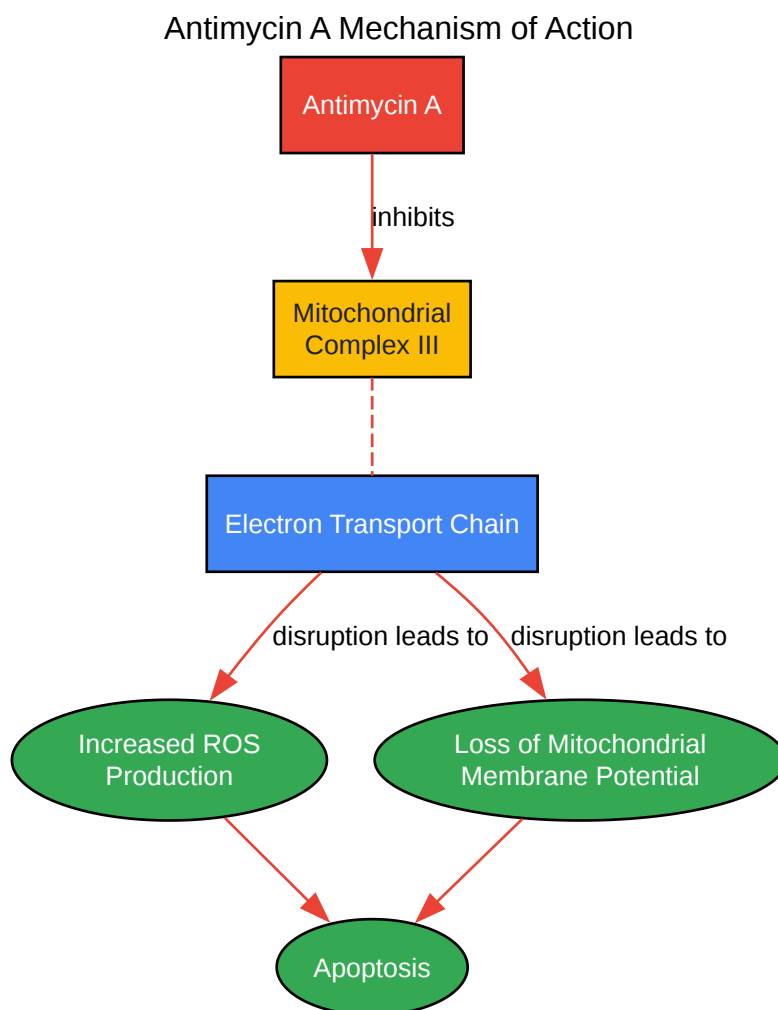 Antimycin A Mechanism of Action
Antimycin A
inhibits
Mitochondrial
Complex III
Electron Transport Chain
disruption leads to
disruption leads to
Increased ROS
Production
Loss of Mitochondrial
Membrane Potential
Apoptosis